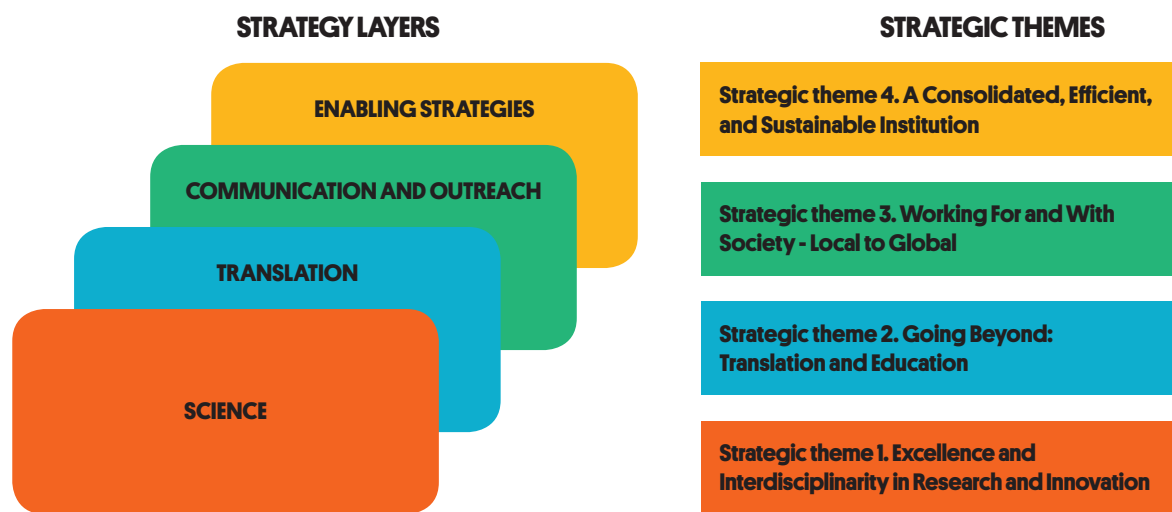 STRATEGY LAYERS
ENABLING STRATEGIES
COMMUNICATION AND OUTREACH
TRANSLATION
SCIENCE
STRATEGIC THEMES
Strategic theme 4. A Consolidated, Efficient,
and Sustainable Institution
Strategic theme 3. Working For and With
Society - Local to Global
Strategic theme 2. Going Beyond:
Translation and Education
Strategic theme 1. Excellence and
Interdisciplinarity in Research and Innovation